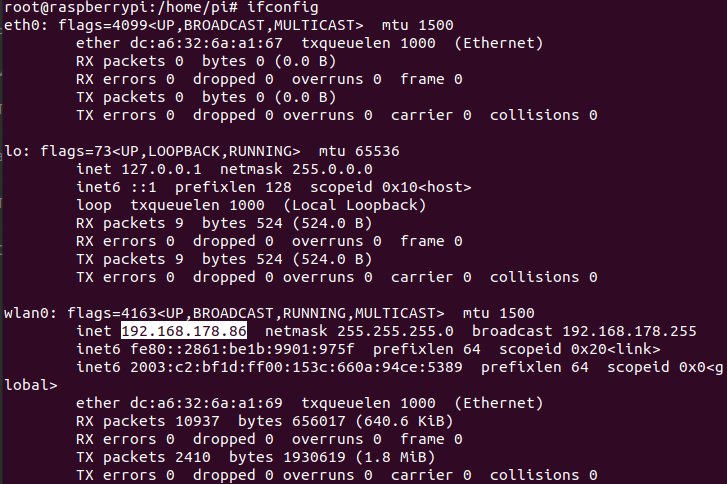 root@raspberrypi:/home/pi# ifconfig
eth0: flags=4099<UP,BROADCAST,MULTICAST>  mtu 1500
        ether dc:a6:32:6a:a1:67  txqueuelen 1000  (Ethernet)
        RX packets 0  bytes 0 (0.0 B)
        RX errors 0  dropped 0  overruns 0  frame 0
        TX packets 0  bytes 0 (0.0 B)
        TX errors 0  dropped 0 overruns 0  carrier 0  collisions 0

lo: flags=73<UP,LOOPBACK,RUNNING>  mtu 65536
        inet 127.0.0.1  netmask 255.0.0.0
        inet6 ::1  prefixlen 128  scopeid 0x10<host>
        loop  txqueuelen 1000  (Local Loopback)
        RX packets 9  bytes 524 (524.0 B)
        RX errors 0  dropped 0  overruns 0  frame 0
        TX packets 9  bytes 524 (524.0 B)
        TX errors 0  dropped 0 overruns 0  carrier 0  collisions 0

wlan0: flags=4163<UP,BROADCAST,RUNNING,MULTICAST>  mtu 1500
        inet 192.168.178.86  netmask 255.255.255.0  broadcast 192.168.178.255
        inet6 fe80::2861:be1b:9901:975f  prefixlen 64  scopeid 0x20<link>
        inet6 2003:c2:bf1d:ff00:153c:660a:94ce:5389  prefixlen 64  scopeid 0x0<g
lobal>
        ether dc:a6:32:6a:a1:69  txqueuelen 1000  (Ethernet)
        RX packets 10937  bytes 656017 (640.6 KiB)
        RX errors 0  dropped 0  overruns 0  frame 0
        TX packets 2410  bytes 1930619 (1.8 MiB)
        TX errors 0  dropped 0 overruns 0  carrier 0  collisions 0